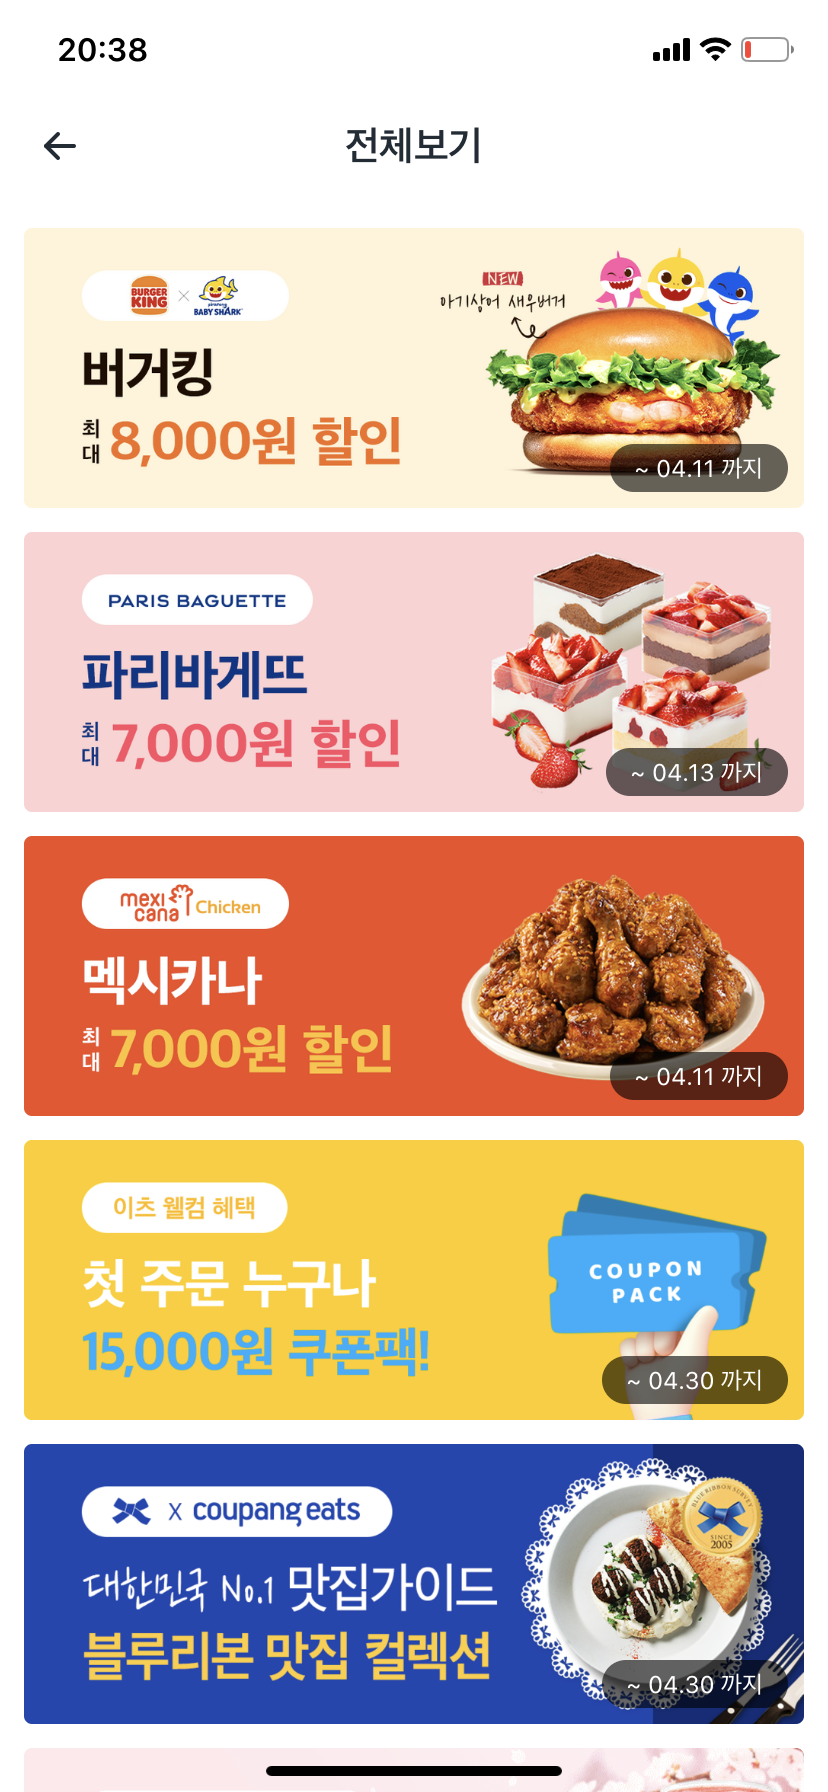 20:38
전체보기
BURGER KING × pinkfong BABY SHARK
NEW
아기상어 새우버거
버거킹
최대 8,000원 할인
~ 04.11 까지
PARIS BAGUETTE
파리바게뜨
최대 7,000원 할인
~ 04.13 까지
mexicana Chicken
멕시카나
최대 7,000원 할인
~ 04.11 까지
이츠 웰컴 혜택
첫 주문 누구나
15,000원 쿠폰팩!
COUPON
PACK
~ 04.30 까지
x coupang eats
대한민국 No.1 맛집가이드
블루리본 맛집 컬렉션
BLUE RIBBON SURVEY
SINCE
2005
~ 04.30 까지